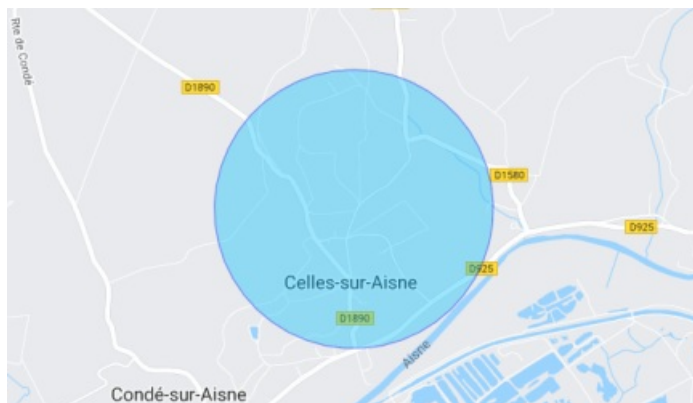 Rte de Condé
D1890
D1580
D925
D925
Celles-sur-Aisne
D1890
Aisne
Condé-sur-Aisne